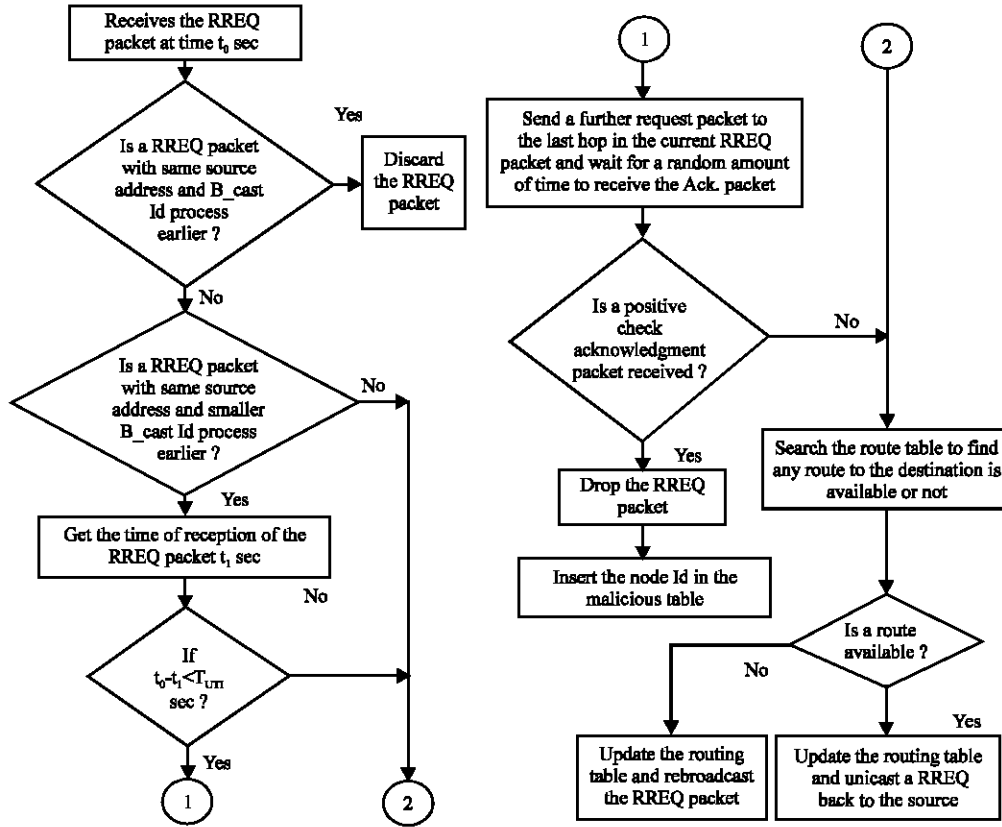 Receives the RREQ
packet at time t₀ sec
Is a RREQ packet
with same source
address and B_cast
Id process
earlier ?
Yes
Discard
the RREQ
packet
No
Is a RREQ packet
with same source
address and smaller
B_cast Id process
earlier ?
No
Yes
Get the time of reception of the
RREQ packet t₁ sec
No
If
t₀-t₁<T_UTI
sec ?
Yes
1
2
1
Send a further request packet to
the last hop in the current RREQ
packet and wait for a random amount
of time to receive the Ack. packet
Is a positive
check
acknowledgment
packet received ?
No
Yes
Drop the RREQ
packet
Insert the node Id in the
malicious table
2
Search the route table to find
any route to the destination is
available or not
Is a route
available ?
No
Yes
Update the routing
table and rebroadcast
the RREQ packet
Update the routing table
and unicast a RREQ
back to the source